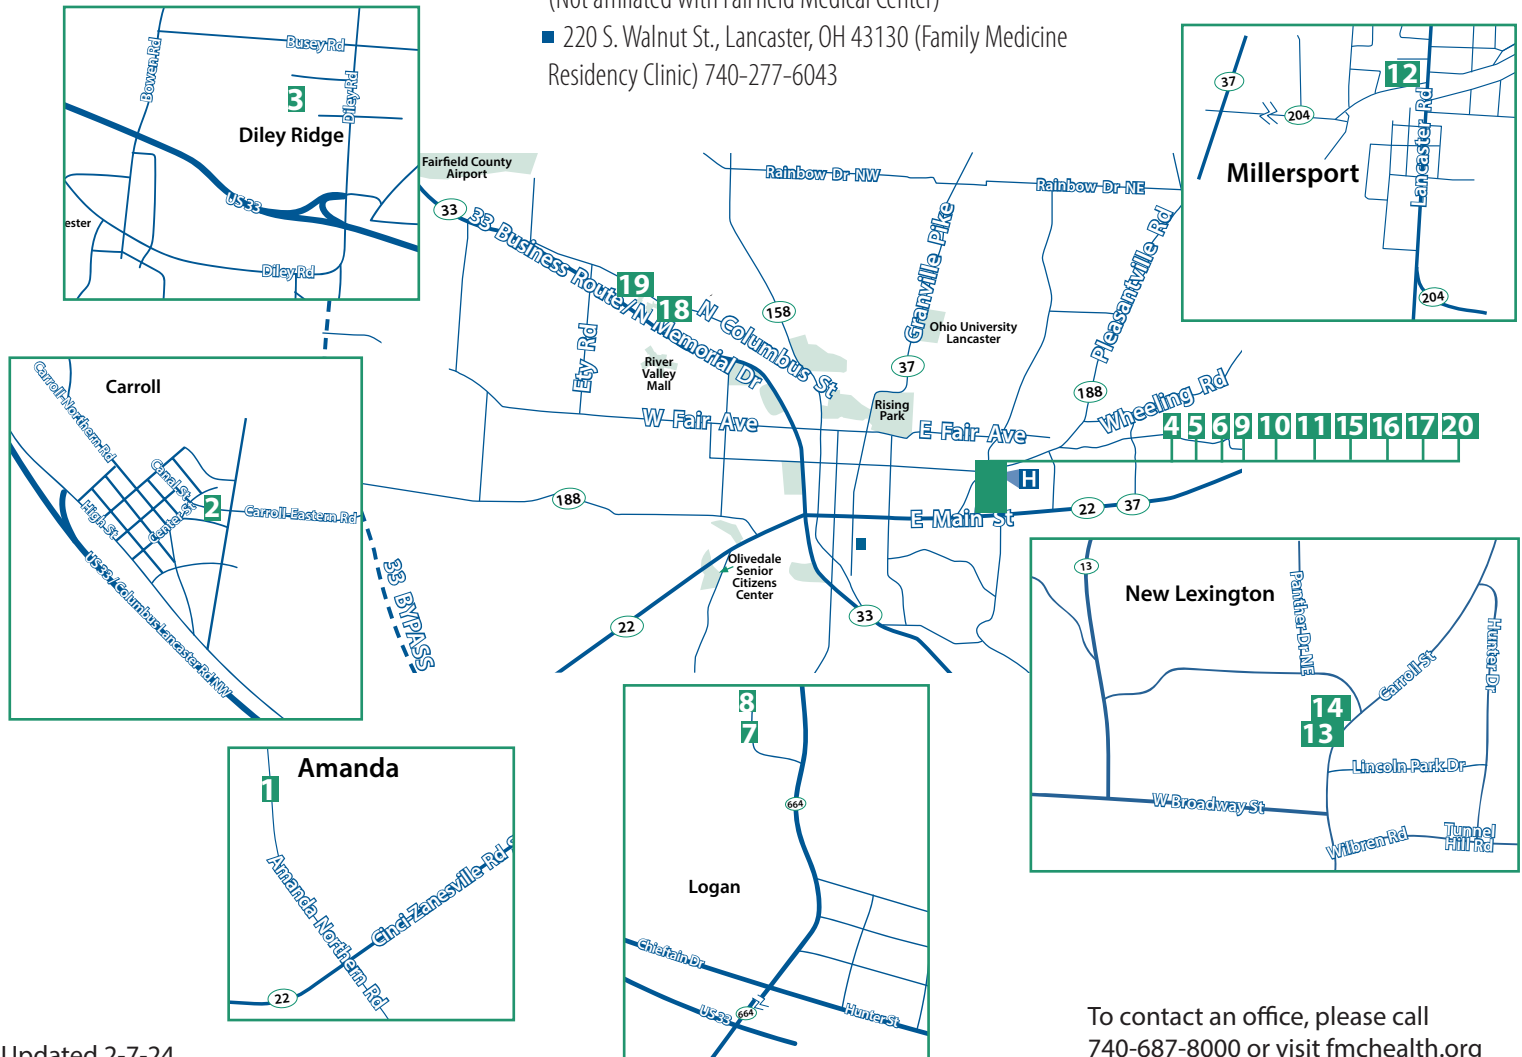 (Not affiliated with Fairfield Medical Center)
220 S. Walnut St., Lancaster, OH 43130 (Family Medicine
Residency Clinic) 740-277-6043
Busey Rd
Bowen Rd
Diley Rd
3
Diley Ridge
US 33
ester
Diley Rd
Fairfield County
Airport
33
33 Business Route/N Memorial Dr
19
18
N Columbus St
158
Rainbow Dr NW
Rainbow Dr NE
Granville Pike
Pleasantville Rd
Ohio University
Lancaster
37
188
Ety Rd
River
Valley
Mall
W Fair Ave
Rising
Park
E Fair Ave
Wheeling Rd
4 5 6 9 10 11 15 16 17 20
H
188
E Main St
22
37
Olivedale
Senior
Citizens
Center
22
33
33 BYPASS
37
204
12
Millersport
Lancaster Rd
204
Carroll
Carroll-Northern Rd
Canal St
Center St
High St
2
Carroll-Eastern Rd
US 33/Columbus Lancaster Rd NW
Amanda
1
Amanda-Northern-Rd
Cinci-Zanesville-Rd
22
8
7
664
Logan
Chieftain Dr
US 33
664
Hunter St
13
New Lexington
Panther Dr NE
Carroll St
Hunter Dr
14
13
Lincoln Park Dr
W Broadway St
Wilbren Rd
Tunnel
Hill Rd
To contact an office, please call
740-687-8000 or visit fmchealth.org
Updated 2-7-24